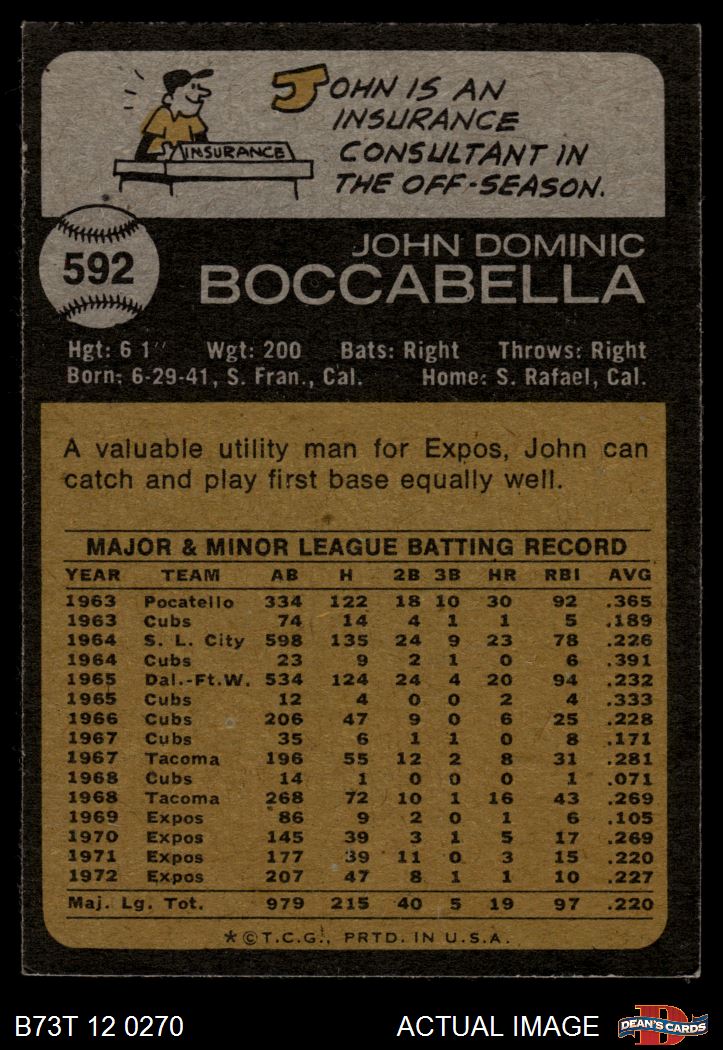 JOHN IS AN
INSURANCE
CONSULTANT IN
THE OFF-SEASON.
INSURANCE
592
JOHN DOMINIC
BOCCABELLA
Hgt: 6 1" Wgt: 200 Bats: Right Throws: Right
Born: 6-29-41, S. Fran., Cal. Home: S. Rafael, Cal.
A valuable utility man for Expos, John can
catch and play first base equally well.
MAJOR & MINOR LEAGUE BATTING RECORD
YEAR TEAM AB H 2B 3B HR RBI AVG
1963 Pocatello 334 122 18 10 30 92 .365
1963 Cubs 74 14 4 1 1 5 .189
1964 S. L. City 598 135 24 9 23 78 .226
1964 Cubs 23 9 2 1 0 6 .391
1965 Dal.-Ft.W. 534 124 24 4 20 94 .232
1965 Cubs 12 4 0 0 2 4 .333
1966 Cubs 206 47 9 0 6 25 .228
1967 Cubs 35 6 1 1 0 8 .171
1967 Tacoma 196 55 12 2 8 31 .281
1968 Cubs 14 1 0 0 0 1 .071
1968 Tacoma 268 72 10 1 16 43 .269
1969 Expos 86 9 2 0 1 6 .105
1970 Expos 145 39 3 1 5 17 .269
1971 Expos 177 39 11 0 3 15 .220
1972 Expos 207 47 8 1 1 10 .227
Maj. Lg. Tot. 979 215 40 5 19 97 .220
*©T.C.G., PRTD. IN U.S.A.
B73T 12 0270 ACTUAL IMAGE
D
DEAN'S CARDS